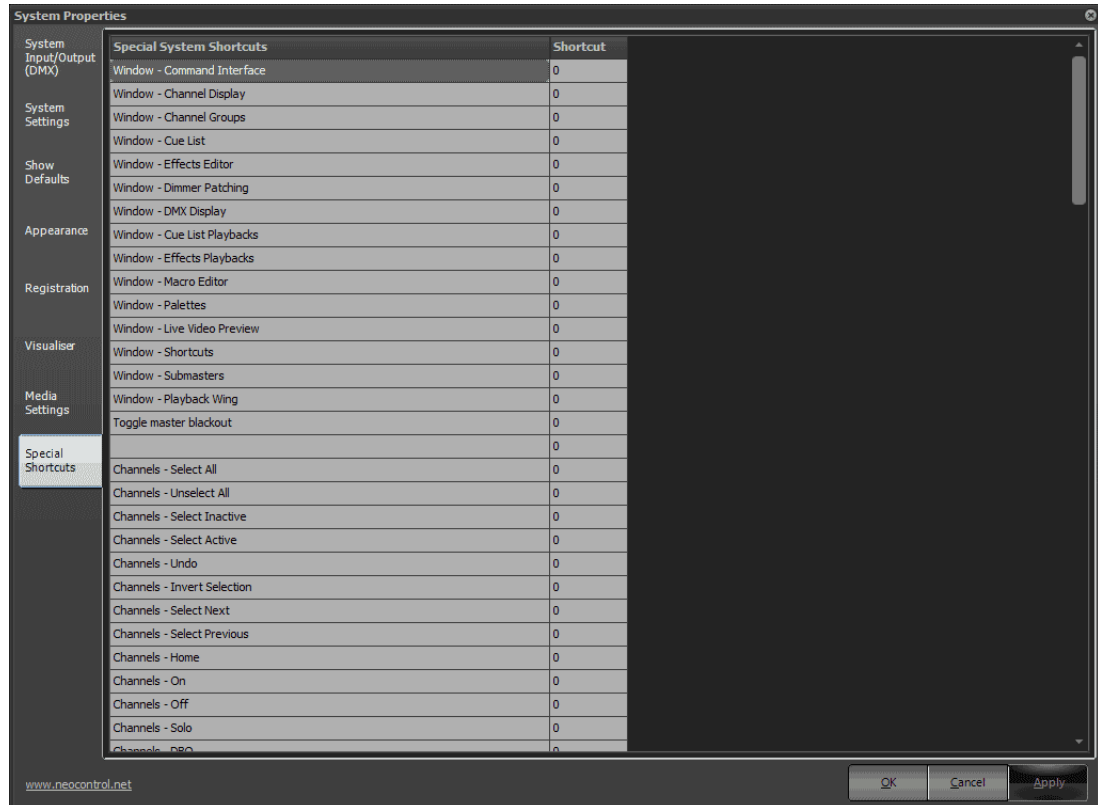 System Properties
System
Input/Output
(DMX)
System
Settings
Show
Defaults
Appearance
Registration
Visualiser
Media
Settings
Special
Shortcuts
Special System Shortcuts Shortcut
Window - Command Interface 0
Window - Channel Display 0
Window - Channel Groups 0
Window - Cue List 0
Window - Effects Editor 0
Window - Dimmer Patching 0
Window - DMX Display 0
Window - Cue List Playbacks 0
Window - Effects Playbacks 0
Window - Macro Editor 0
Window - Palettes 0
Window - Live Video Preview 0
Window - Shortcuts 0
Window - Submasters 0
Window - Playback Wing 0
Toggle master blackout 0
0
Channels - Select All 0
Channels - Unselect All 0
Channels - Select Inactive 0
Channels - Select Active 0
Channels - Undo 0
Channels - Invert Selection 0
Channels - Select Next 0
Channels - Select Previous 0
Channels - Home 0
Channels - On 0
Channels - Off 0
Channels - Solo 0
Channels - 0
www.neocontrol.net
OK Cancel Apply